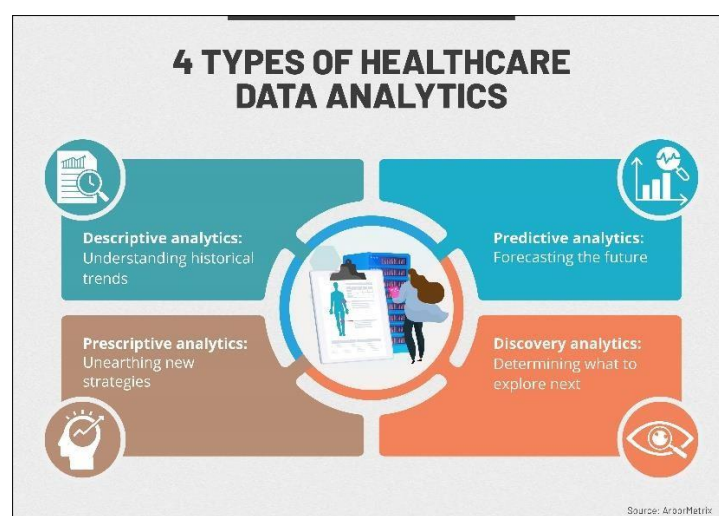 4 TYPES OF HEALTHCARE
DATA ANALYTICS
Descriptive analytics:
Understanding historical
trends
Predictive analytics:
Forecasting the future
Prescriptive analytics:
Unearthing new
strategies
Discovery analytics:
Determining what to
explore next
Source: ArborMetrix